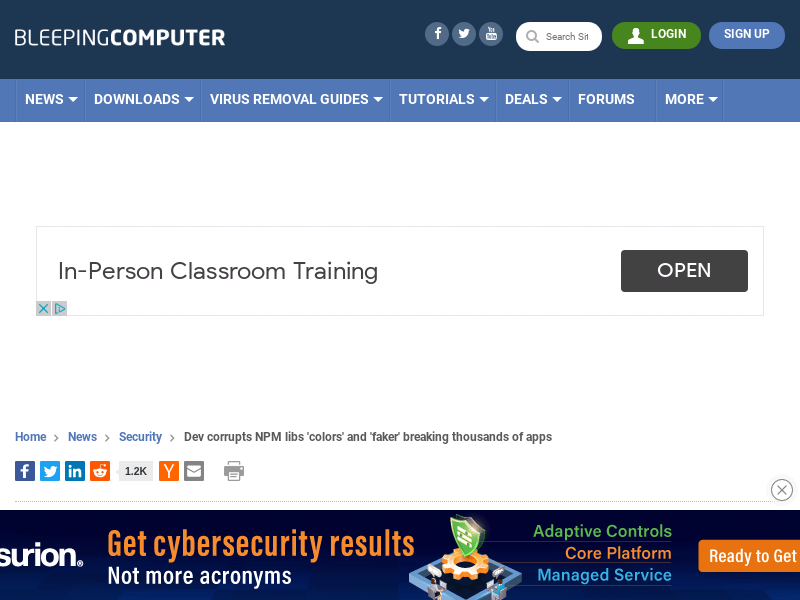 BLEEPINGCOMPUTER
Search Sit
LOGIN
SIGN UP
NEWS DOWNLOADS VIRUS REMOVAL GUIDES TUTORIALS DEALS FORUMS MORE
In-Person Classroom Training
OPEN
Home > News > Security > Dev corrupts NPM libs 'colors' and 'faker' breaking thousands of apps
1.2K
surion.
Get cybersecurity results
Not more acronyms
Adaptive Controls
Core Platform
Managed Service
Ready to Get